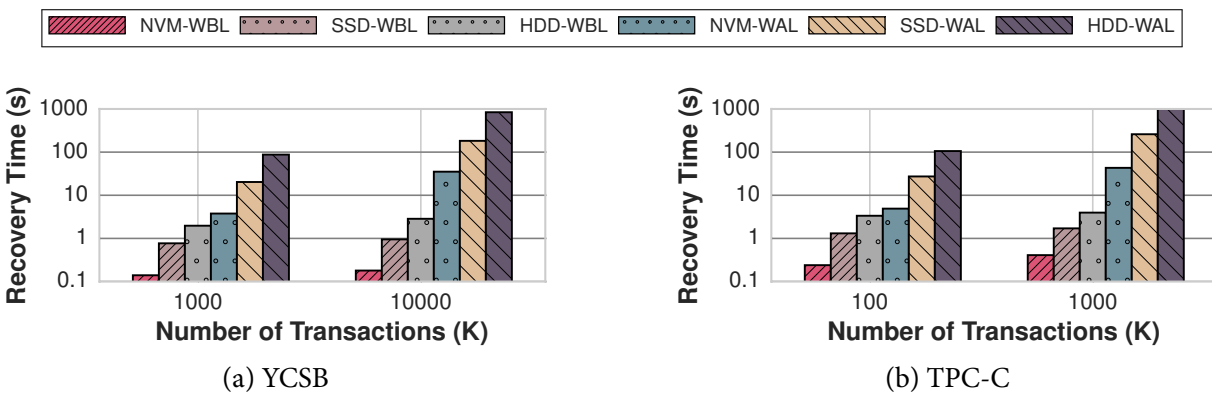 NVM-WBL SSD-WBL HDD-WBL NVM-WAL SSD-WAL HDD-WAL
Recovery Time (s)
1000
100
10
1
0.1
1000 10000
Number of Transactions (K)
(a) YCSB
Recovery Time (s)
1000
100
10
1
0.1
100 1000
Number of Transactions (K)
(b) TPC-C